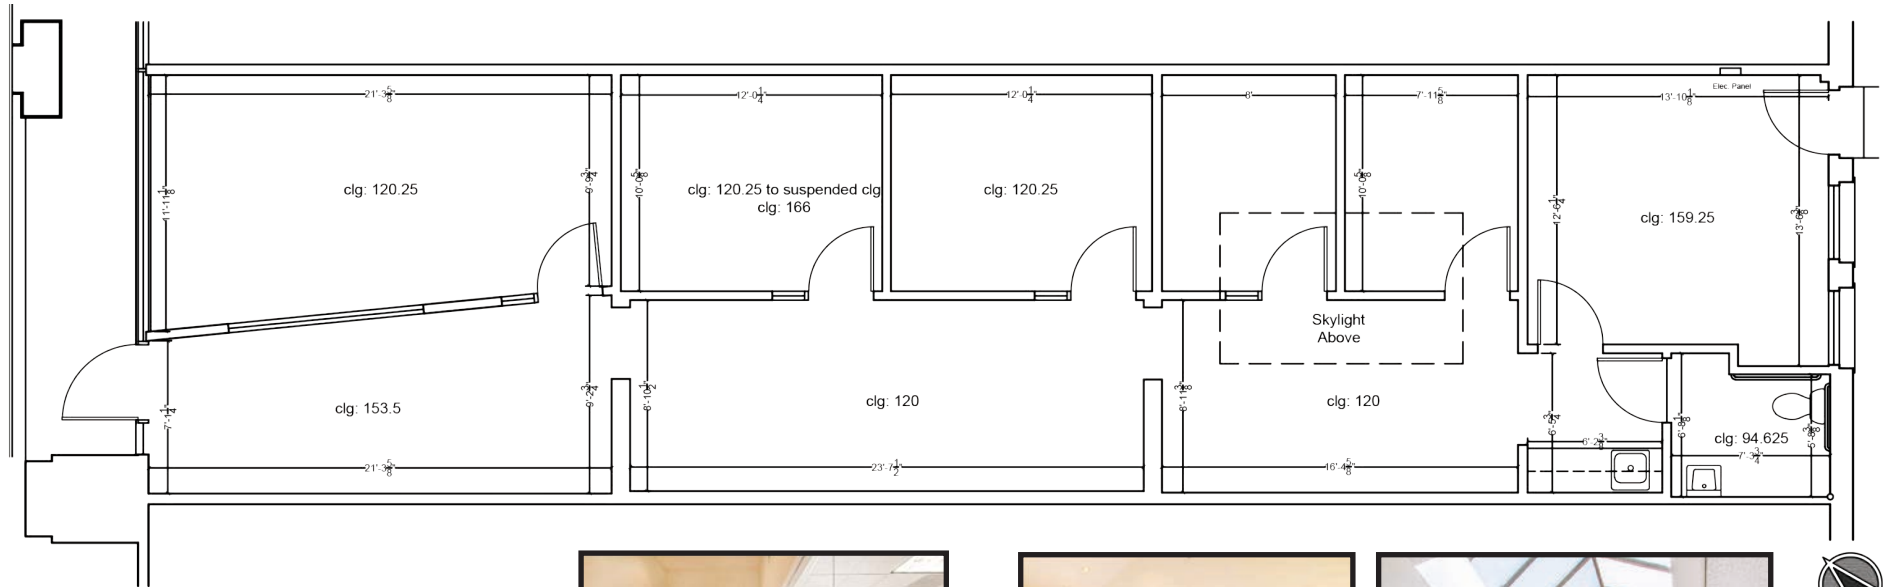 21'-3 5/8"
12'-0 1/4"
12'-0 1/4"
8'
7'-11 5/8"
Elec. Panel
13'-10 1/8"
11'-11 1/8"
9'-9 3/4"
10'-0 5/8"
10'-0 5/8"
12'-6 1/4"
13'-6 3/8"
clg: 120.25
clg: 120.25 to suspended clg
clg: 166
clg: 120.25
clg: 159.25
Skylight
Above
7'-1 1/4"
9'-2 3/4"
8'-10 1/2"
8'-11 3/8"
6'-5 3/4"
6'-8 1/8"
5'-8 3/8"
clg: 153.5
clg: 120
clg: 120
clg: 94.625
6'-2 3/8"
7'-3 3/4"
21'-3 5/8"
23'-7 1/2"
16'-4 5/8"